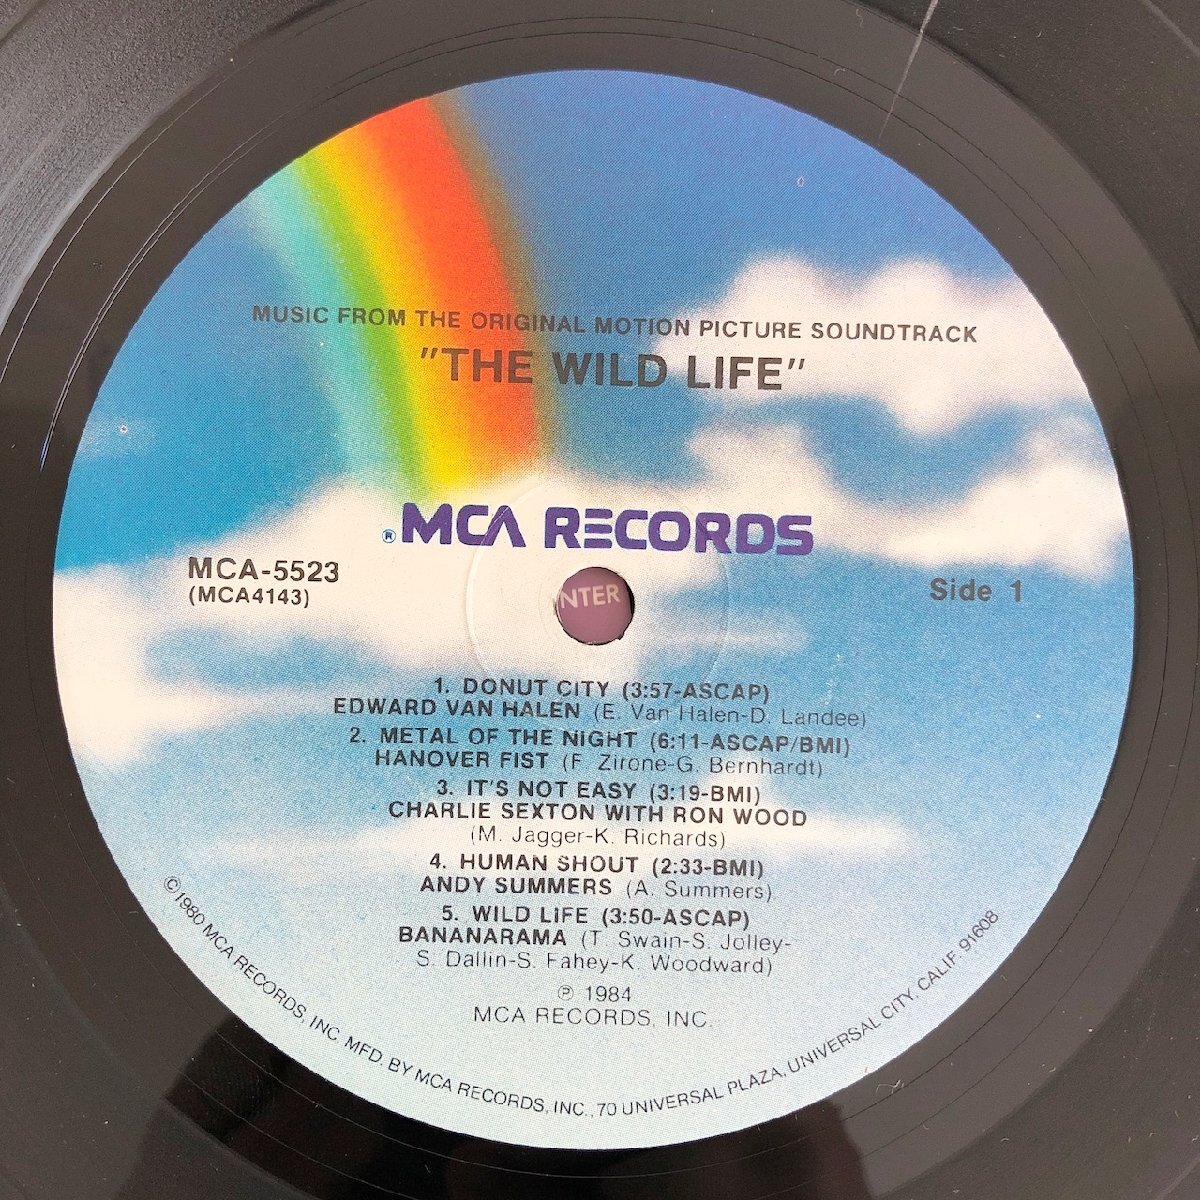 MUSIC FROM THE ORIGINAL MOTION PICTURE SOUNDTRACK
"THE WILD LIFE"
® MCA RECORDS
MCA-5523
(MCA4143)
Side 1
NTER
1. DONUT CITY (3:57-ASCAP)
EDWARD VAN HALEN (E. Van Halen-D. Landee)
2. METAL OF THE NIGHT (6:11-ASCAP/BMI)
HANOVER FIST (F. Zirone-G. Bernhardt)
3. IT'S NOT EASY (3:19-BMI)
CHARLIE SEXTON WITH RON WOOD
(M. Jagger-K. Richards)
4. HUMAN SHOUT (2:33-BMI)
ANDY SUMMERS (A. Summers)
5. WILD LIFE (3:50-ASCAP)
BANANARAMA (T. Swain-S. Jolley-
S. Dallin-S. Fahey-K. Woodward)
℗ 1984
MCA RECORDS, INC.
©1980 MCA RECORDS, INC. MFD. BY MCA RECORDS, INC., 70 UNIVERSAL PLAZA, UNIVERSAL CITY, CALIF. 91608